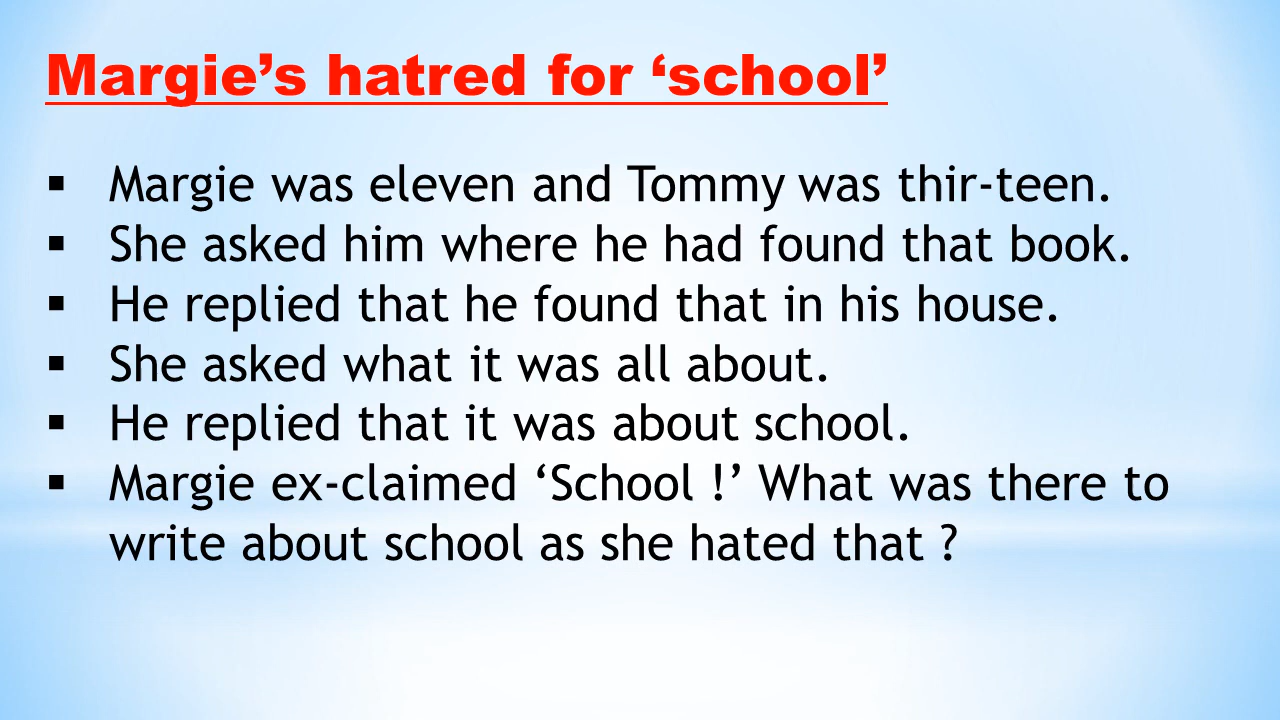 Margie’s hatred for ‘school’
▪ Margie was eleven and Tommy was thir-teen.
▪ She asked him where he had found that book.
▪ He replied that he found that in his house.
▪ She asked what it was all about.
▪ He replied that it was about school.
▪ Margie ex-claimed ‘School !’ What was there to
write about school as she hated that ?